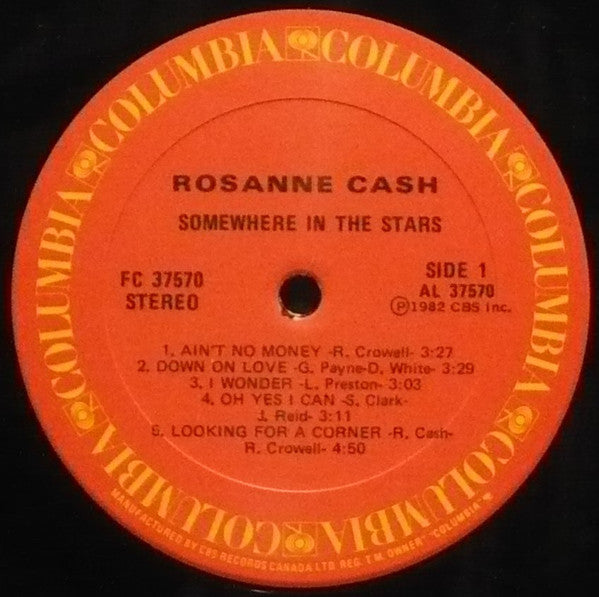 COLUMBIA COLUMBIA COLUMBIA COLUMBIA COLUMBIA COLUMBIA
ROSANNE CASH
SOMEWHERE IN THE STARS
FC 37570
STEREO
SIDE 1
AL 37570
Ⓟ1982 CBS Inc.
1. AIN'T NO MONEY -R. Crowell- 3:27
2. DOWN ON LOVE -G. Payne-D. White- 3:29
3. I WONDER -L. Preston- 3:03
4. OH YES I CAN -S. Clark-
J. Reid- 3:11
5. LOOKING FOR A CORNER -R. Cash-
R. Crowell- 4:50
MANUFACTURED BY CBS RECORDS CANADA LTD. REG. T.M. OWNER "COLUMBIA"